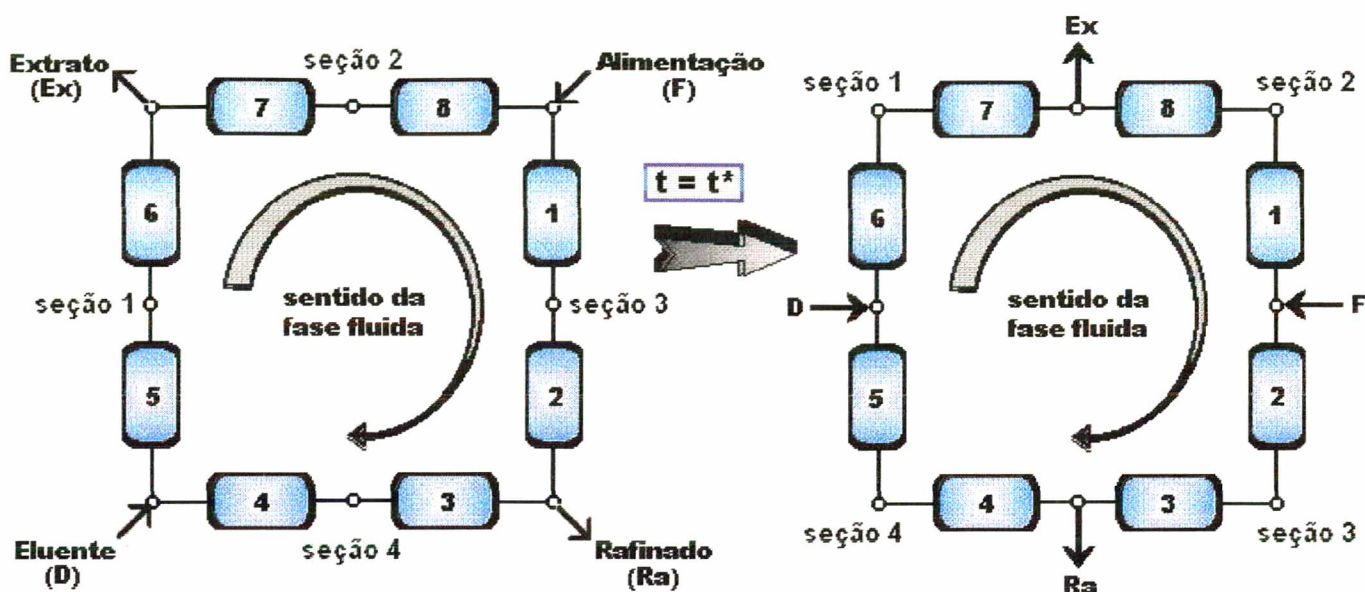 Extrato
(Ex)
seção 2
Alimentação
(F)
7
8
6
1
seção 1
sentido da
fase fluida
seção 3
5
2
4
3
Eluente
(D)
seção 4
Rafinado
(Ra)
t = t*
Ex
seção 1
seção 2
7
8
6
1
D
sentido da
fase fluida
F
5
2
4
3
seção 4
seção 3
Ra